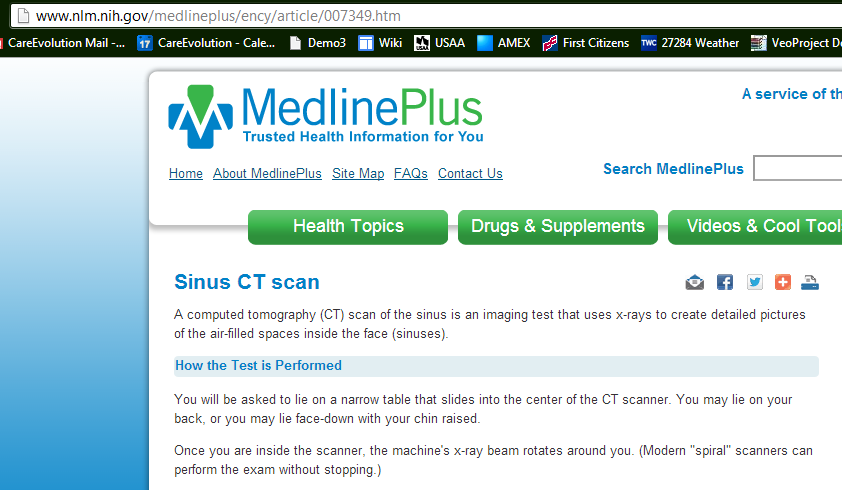 www.nlm.nih.gov/medlineplus/ency/article/007349.htm
CareEvolution Mail -... 17 CareEvolution - Cale... Demo3 Wiki USAA USAA AMEX First Citizens TWC 27284 Weather VeoProject De
MedlinePlus
Trusted Health Information for You
A service of th
Home About MedlinePlus Site Map FAQs Contact Us
Search MedlinePlus
Health Topics Drugs & Supplements Videos & Cool Tool
Sinus CT scan
A computed tomography (CT) scan of the sinus is an imaging test that uses x-rays to create detailed pictures
of the air-filled spaces inside the face (sinuses).
How the Test is Performed
You will be asked to lie on a narrow table that slides into the center of the CT scanner. You may lie on your
back, or you may lie face-down with your chin raised.
Once you are inside the scanner, the machine's x-ray beam rotates around you. (Modern "spiral" scanners can
perform the exam without stopping.)